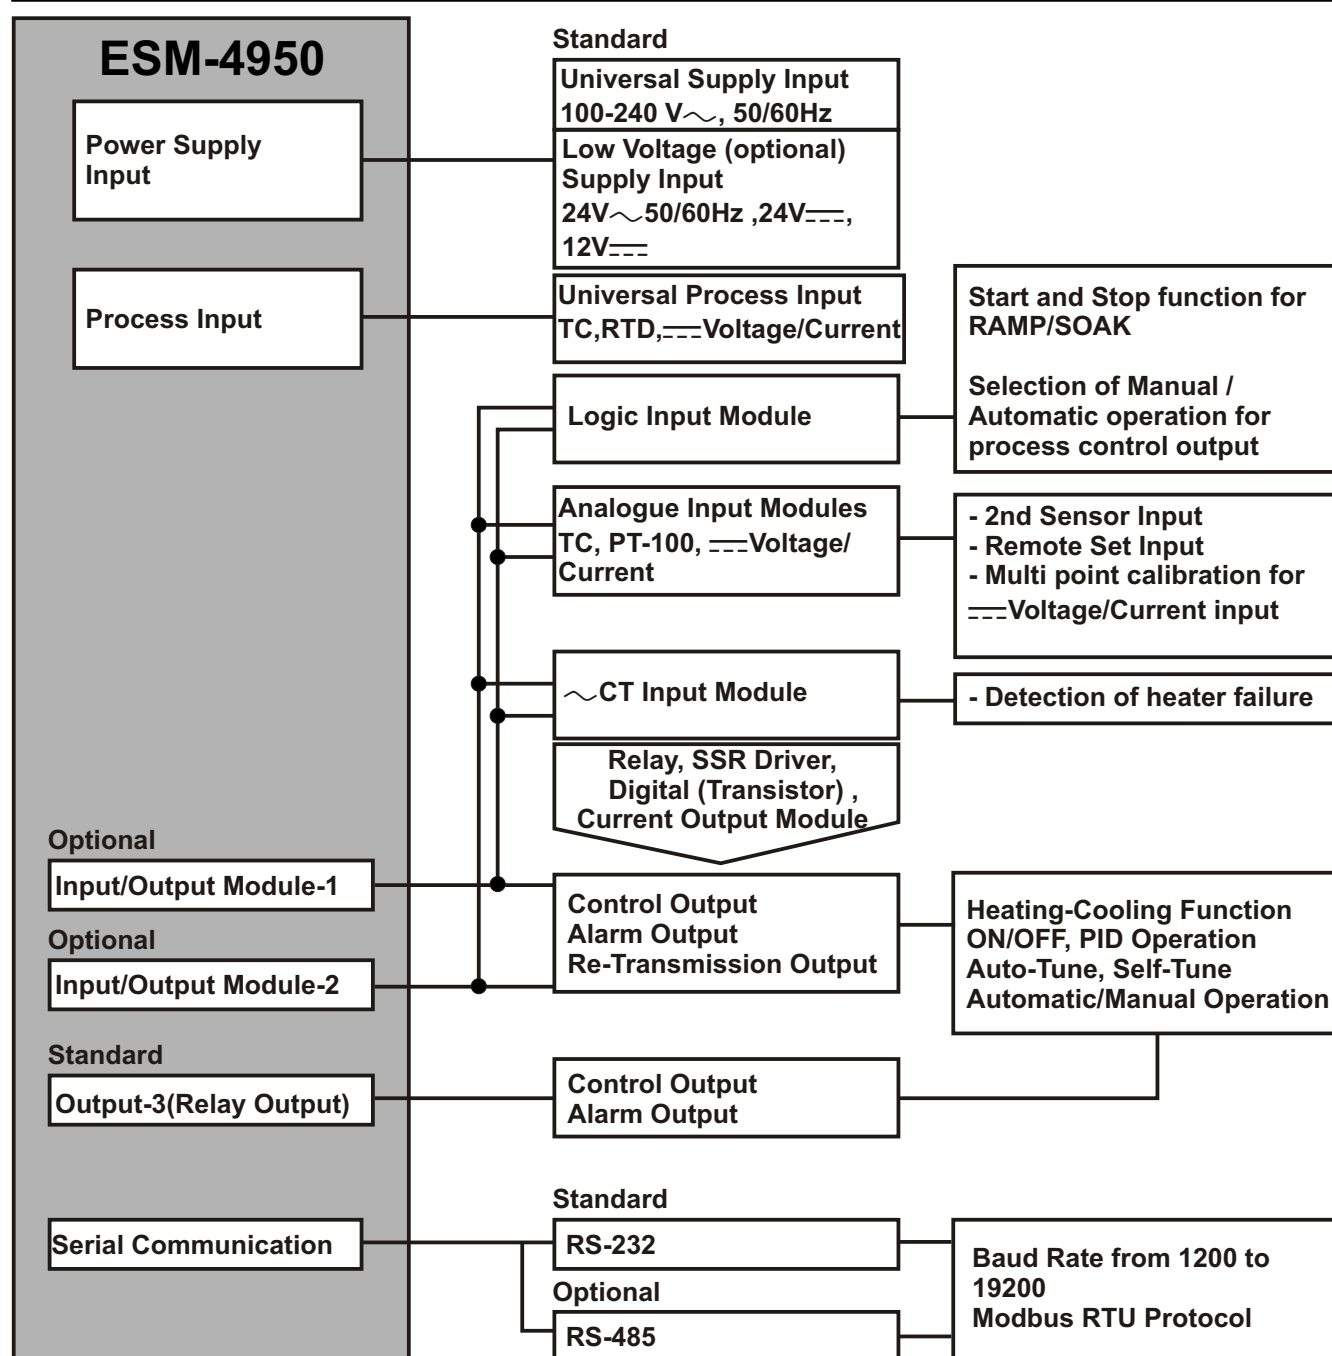 ESM-4950
Standard
Power Supply
Input
Universal Supply Input
100-240 V～, 50/60Hz
Low Voltage (optional)
Supply Input
24V～50/60Hz ,24V⎓,
12V⎓
Process Input
Universal Process Input
TC,RTD,⎓Voltage/Current
Logic Input Module
Start and Stop function for
RAMP/SOAK
Selection of Manual /
Automatic operation for
process control output
Analogue Input Modules
TC, PT-100, ⎓Voltage/
Current
- 2nd Sensor Input
- Remote Set Input
- Multi point calibration for
⎓Voltage/Current input
～CT Input Module
- Detection of heater failure
Relay, SSR Driver,
Digital (Transistor) ,
Current Output Module
Optional
Input/Output Module-1
Optional
Input/Output Module-2
Control Output
Alarm Output
Re-Transmission Output
Heating-Cooling Function
ON/OFF, PID Operation
Auto-Tune, Self-Tune
Automatic/Manual Operation
Standard
Output-3(Relay Output)
Control Output
Alarm Output
Serial Communication
Standard
RS-232
Optional
RS-485
Baud Rate from 1200 to
19200
Modbus RTU Protocol